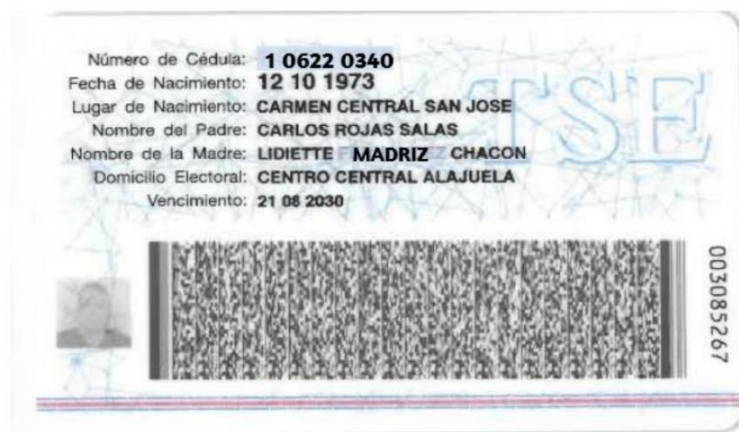 TSE
Número de Cédula: 1 0622 0340
Fecha de Nacimiento: 12 10 1973
Lugar de Nacimiento: CARMEN CENTRAL SAN JOSE
Nombre del Padre: CARLOS ROJAS SALAS
Nombre de la Madre: LIDIETTE MADRIZ CHACON
Domicilio Electoral: CENTRO CENTRAL ALAJUELA
Vencimiento: 21 08 2030
003085267